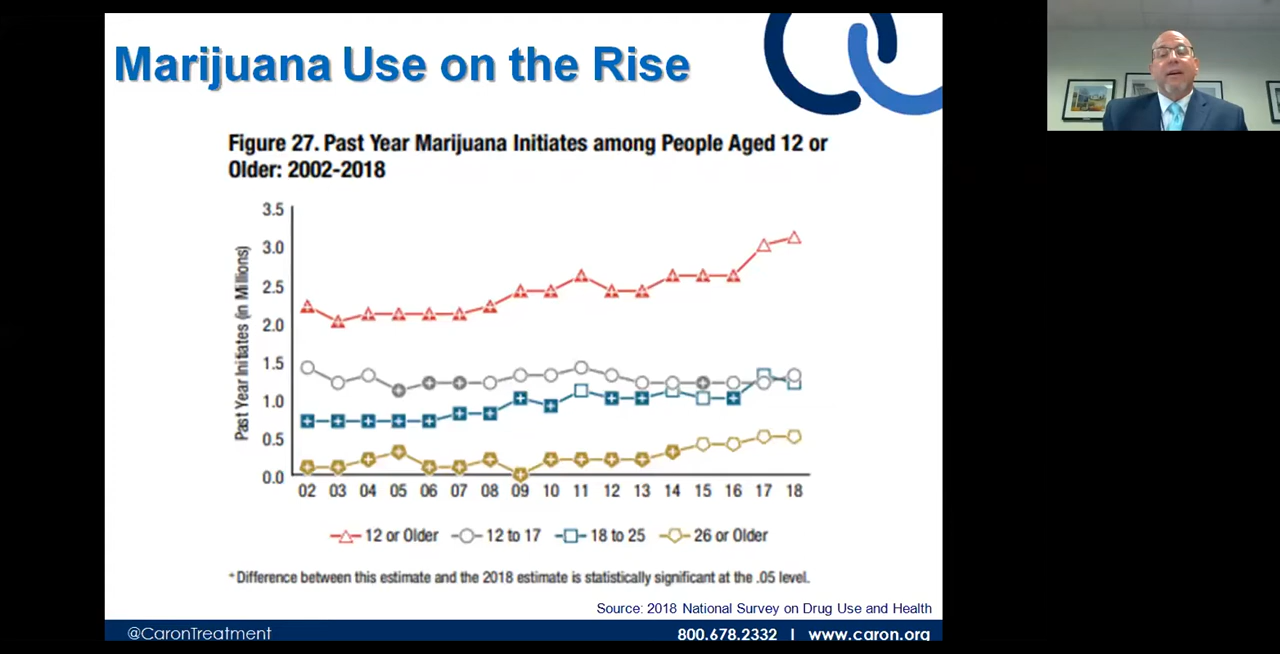 Marijuana Use on the Rise
Figure 27. Past Year Marijuana Initiates among People Aged 12 or
Older: 2002-2018
Past Year Initiates (in Millions)
3.5
3.0
2.5
2.0
1.5
1.0
0.5
0.0
02 03 04 05 06 07 08 09 10 11 12 13 14 15 16 17 18
12 or Older 12 to 17 18 to 25 26 or Older
+ Difference between this estimate and the 2018 estimate is statistically significant at the .05 level.
Source: 2018 National Survey on Drug Use and Health
@CaronTreatment
800.678.2332 | www.caron.org